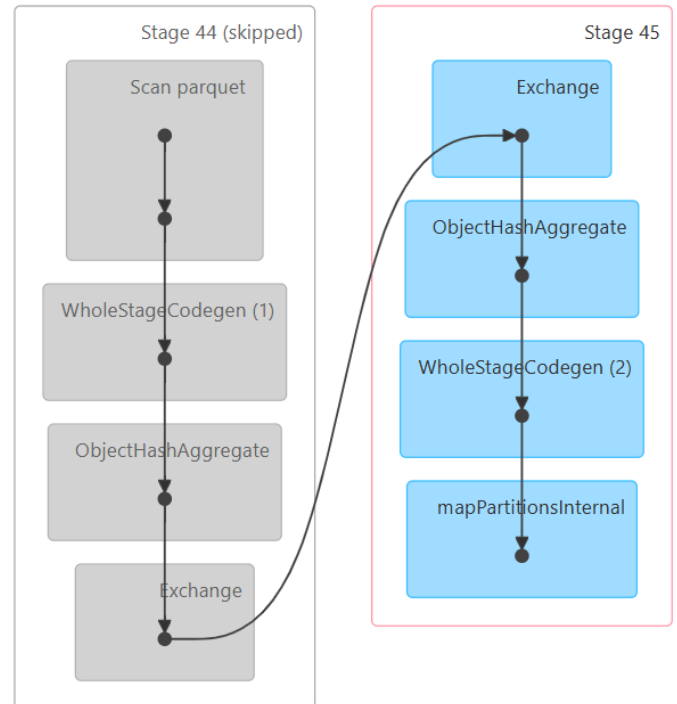 Stage 44 (skipped)
Scan parquet
WholeStageCodegen (1)
ObjectHashAggregate
Exchange
Stage 45
Exchange
ObjectHashAggregate
WholeStageCodegen (2)
mapPartitionsInternal